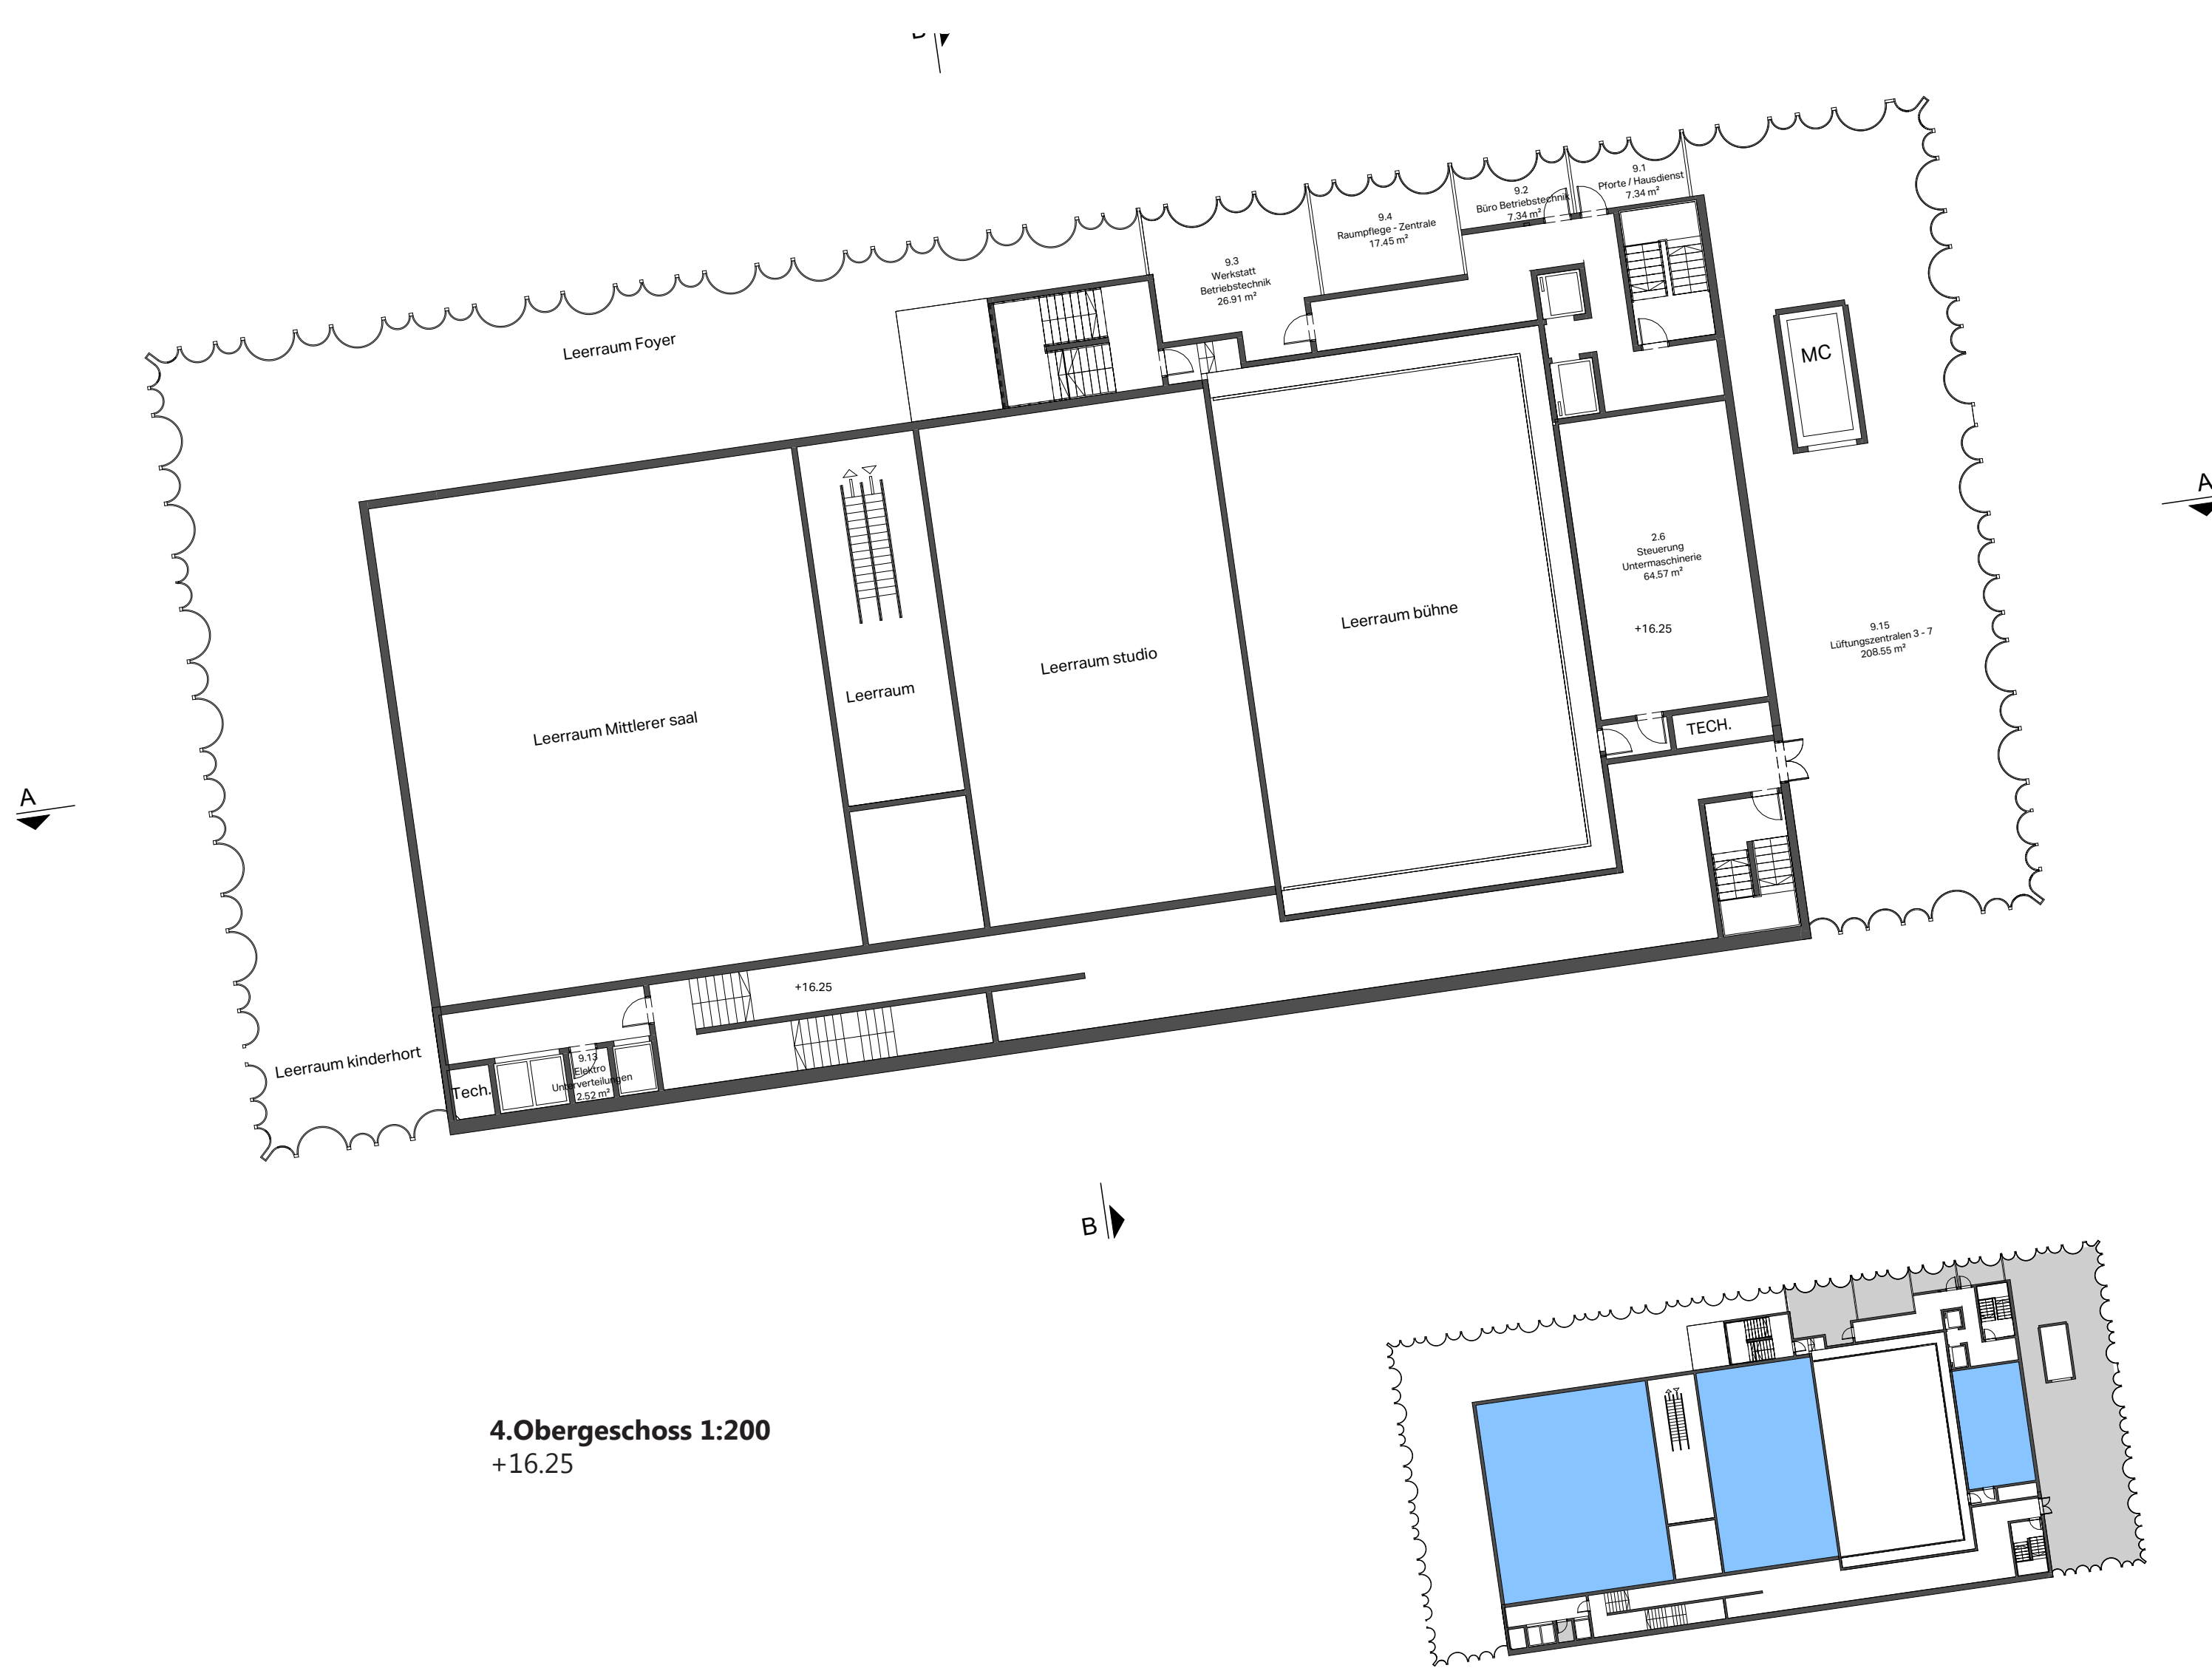 9.1
Pforte / Hausdienst
7.34 m²
9.2
Büro Betriebstechnik
7.34 m²
9.4
Raumpflege - Zentrale
17.45 m²
9.3
Werkstatt
Betriebstechnik
26.91 m²
Leerraum Foyer
MC
A
2.6
Steuerung
Untermaschinerie
64.57 m²
+16.25
9.15
Lüftungszentralen 3 - 7
208.55 m²
Leerraum bühne
Leerraum studio
Leerraum
Leerraum Mittlerer saal
TECH.
A
+16.25
Leerraum kinderhort
9.13
Elektro
Unterverteilungen
2.52 m²
Tech.
B
4.Obergeschoss 1:200
+16.25